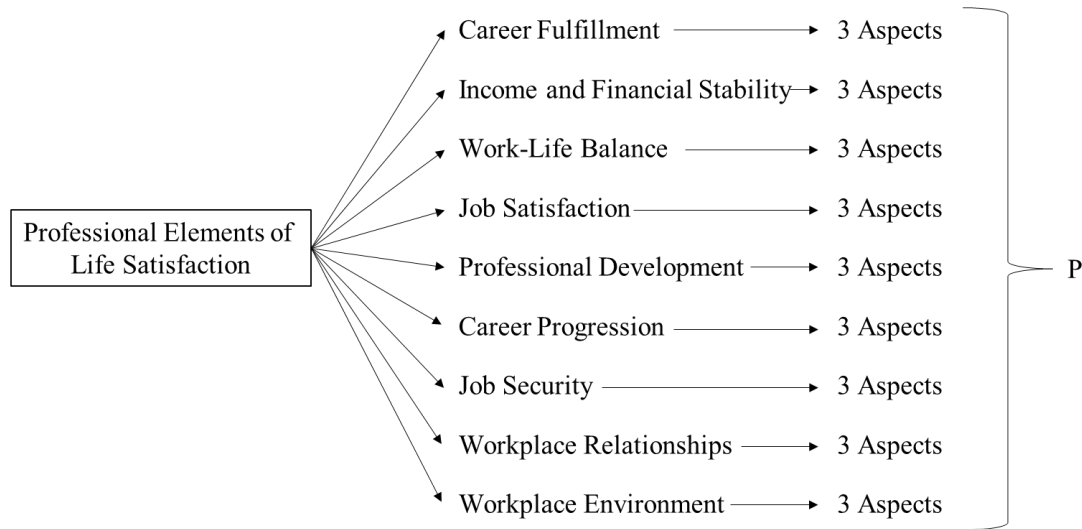 Career Fulfillment 3 Aspects
Income and Financial Stability 3 Aspects
Work-Life Balance 3 Aspects
Job Satisfaction 3 Aspects
Professional Elements of
Life Satisfaction
Professional Development 3 Aspects
P
Career Progression 3 Aspects
Job Security 3 Aspects
Workplace Relationships 3 Aspects
Workplace Environment 3 Aspects